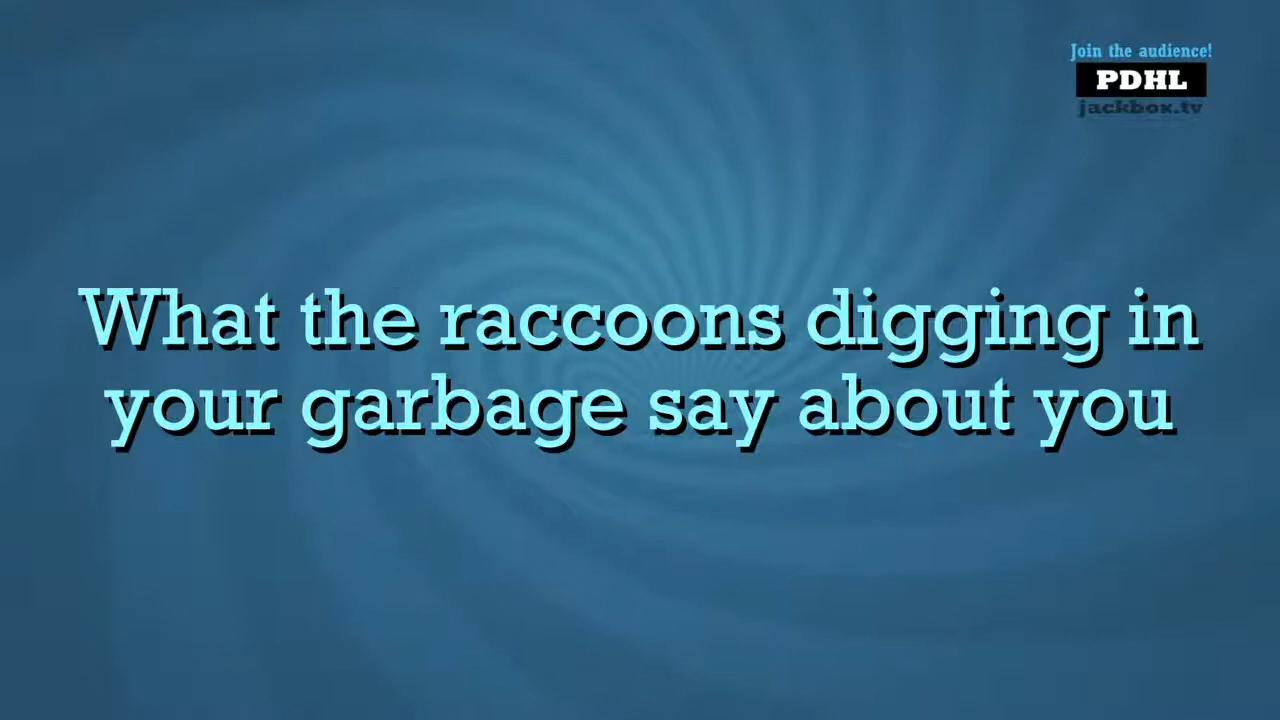 Join the audience!
PDHL
jackbox.tv
What the raccoons digging in
your garbage say about you